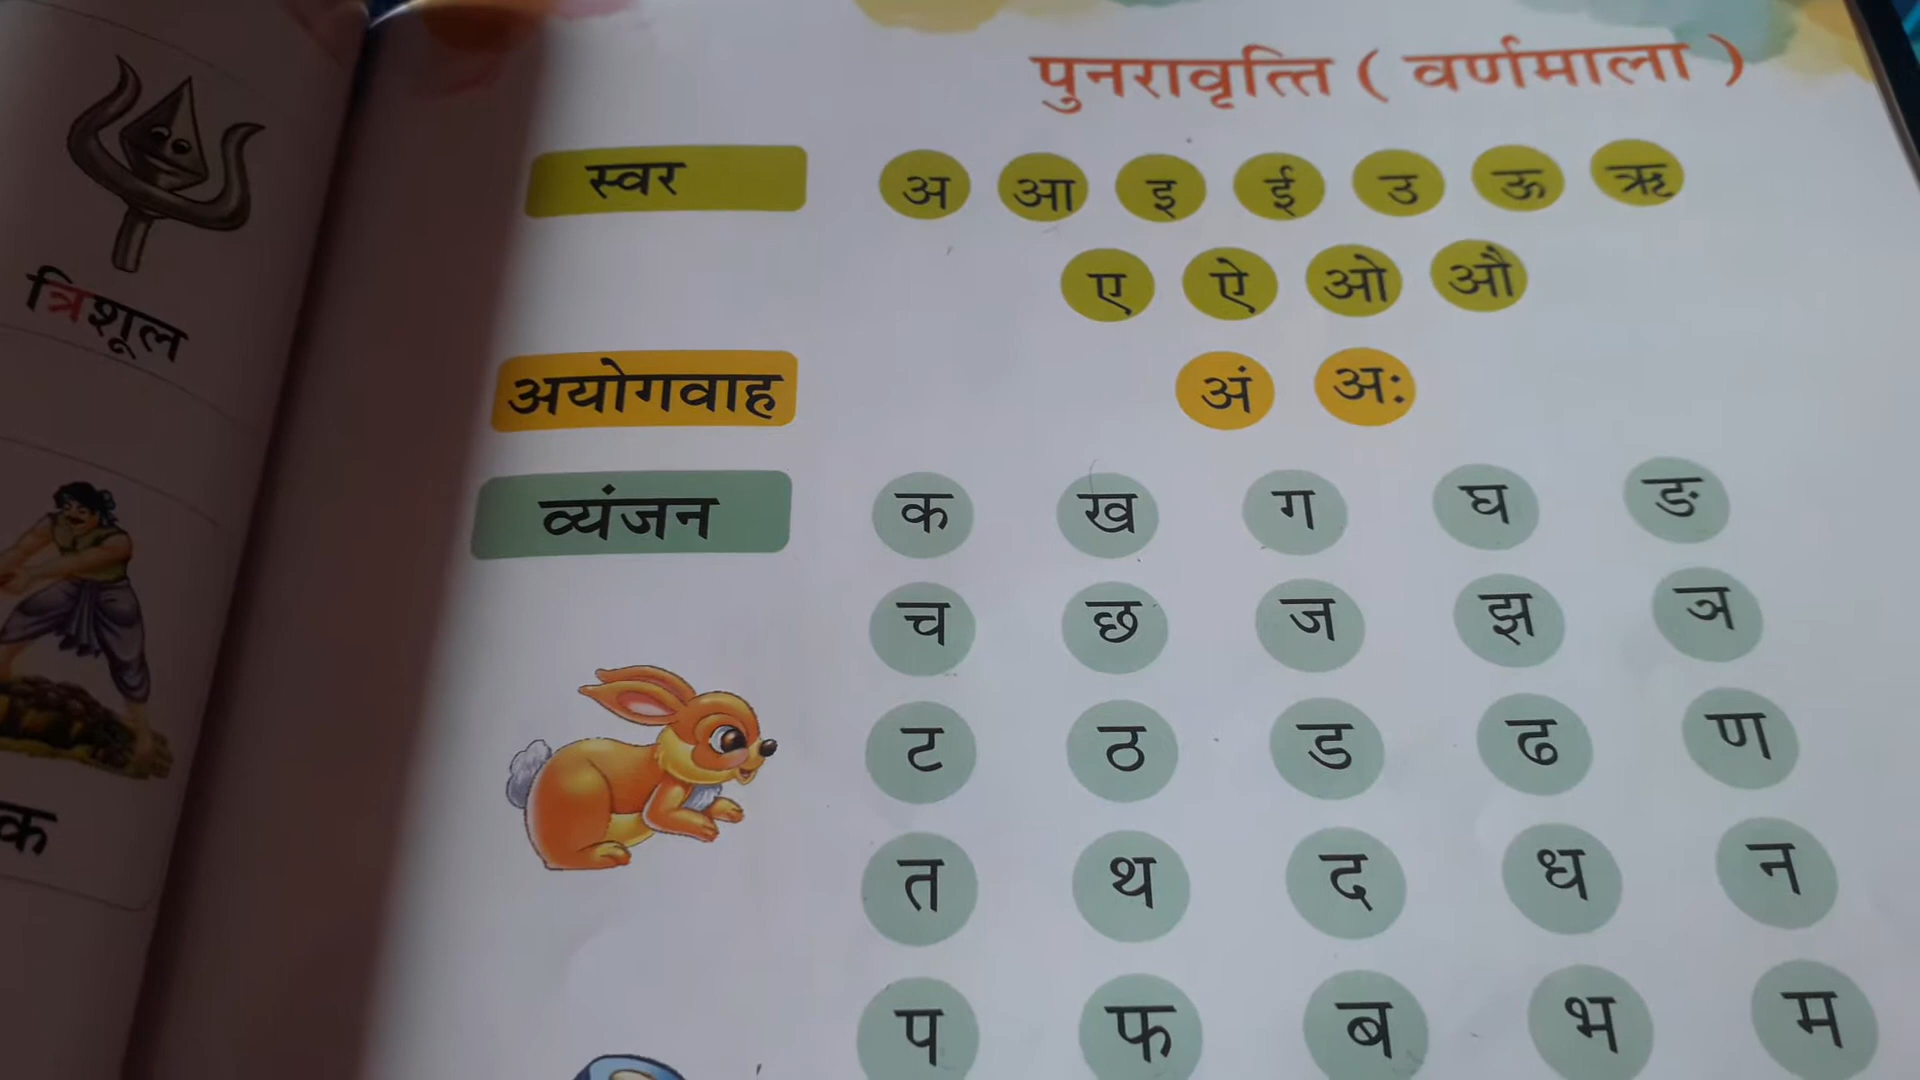 त्रिशूल
क
पुनरावृत्ति ( वर्णमाला )
स्वर अ आ इ ई उ ऊ ऋ
ए ऐ ओ औ
अयोगवाह अं अः
व्यंजन क ख ग घ ङ
च छ ज झ ञ
ट ठ ड ढ ण
त थ द ध न
प फ ब भ म